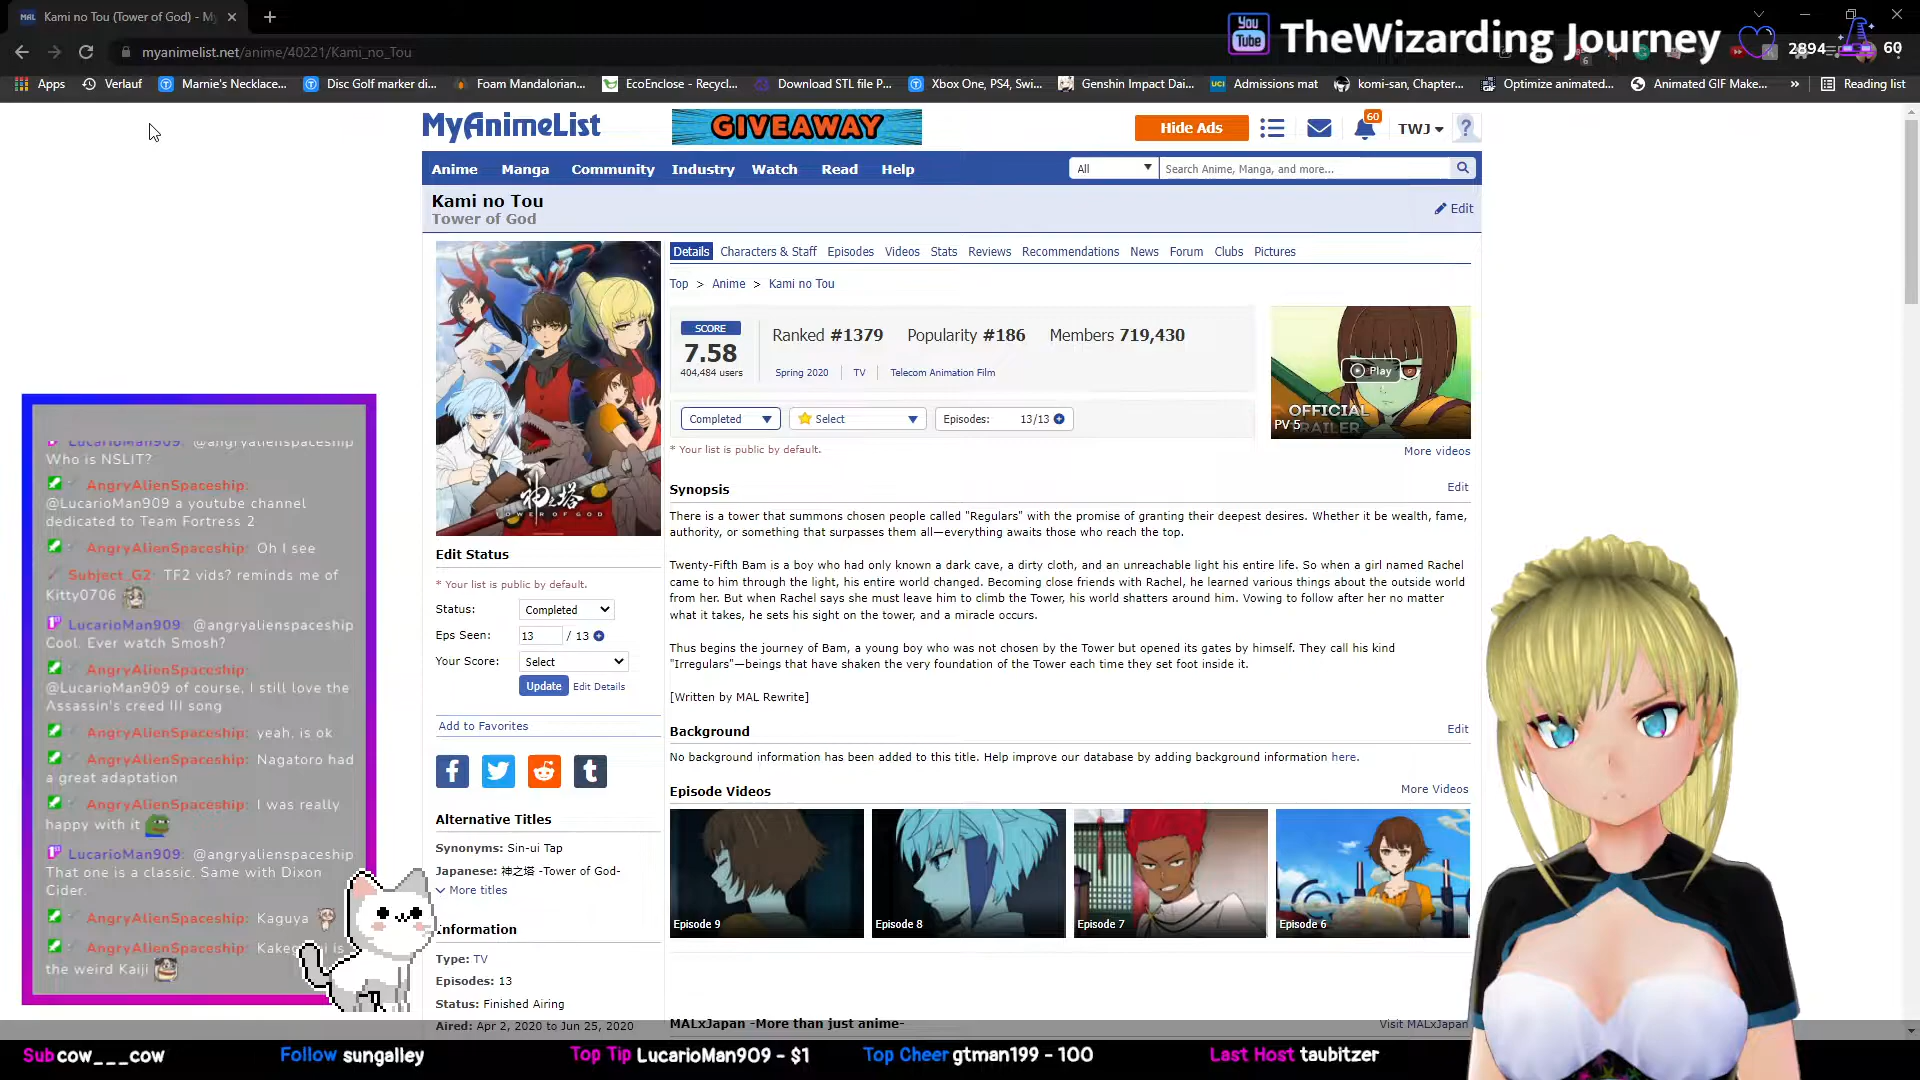 Kami no Tou (Tower of God) - My
You Tube TheWizarding Journey 2894 60
myanimelist.net/anime/40221/Kami_no_Tou
Apps Verlauf Marnie's Necklace... Disc Golf marker di... Foam Mandalorian... EcoEnclose - Recycl... Download STL file P... Xbox One, PS4, Swi... Genshin Impact Dai... Admissions mat komi-san, Chapter... Optimize animated... Animated GIF Make... » Reading list
MyAnimeList GIVEAWAY Hide Ads 60 TWJ
Anime Manga Community Industry Watch Read Help All Search Anime, Manga, and more...
Kami no Tou
Tower of God
Edit
Details Characters & Staff Episodes Videos Stats Reviews Recommendations News Forum Clubs Pictures
Top > Anime > Kami no Tou
SCORE
7.58
404,484 users
Ranked #1379 Popularity #186 Members 719,430
Spring 2020 TV Telecom Animation Film
Completed Select Episodes: 13/13
* Your list is public by default.
Play
OFFICIAL
TRAILER
PV 5
More videos
Synopsis Edit
There is a tower that summons chosen people called "Regulars" with the promise of granting their deepest desires. Whether it be wealth, fame,
authority, or something that surpasses them all—everything awaits those who reach the top.
Twenty-Fifth Bam is a boy who had only known a dark cave, a dirty cloth, and an unreachable light his entire life. So when a girl named Rachel
came to him through the light, his entire world changed. Becoming close friends with Rachel, he learned various things about the outside world
from her. But when Rachel says she must leave him to climb the Tower, his world shatters around him. Vowing to follow after her no matter
what it takes, he sets his sight on the tower, and a miracle occurs.
Thus begins the journey of Bam, a young boy who was not chosen by the Tower but opened its gates by himself. They call his kind
"Irregulars"—beings that have shaken the very foundation of the Tower each time they set foot inside it.
[Written by MAL Rewrite]
Background Edit
No background information has been added to this title. Help improve our database by adding background information here.
Episode Videos More Videos
Episode 9 Episode 8 Episode 7 Episode 6
MALxJapan -More than just anime- Visit MALxJapan
神之塔
TOWER OF GOD
Edit Status
* Your list is public by default.
Status: Completed
Eps Seen: 13 / 13
Your Score: Select
Update Edit Details
Add to Favorites
Alternative Titles
Synonyms: Sin-ui Tap
Japanese: 神之塔 -Tower of God-
More titles
Information
Type: TV
Episodes: 13
Status: Finished Airing
Aired: Apr 2, 2020 to Jun 25, 2020
LucarioMan909: @angryalienspaceship
Who is NSLIT?
AngryAlienSpaceship:
@LucarioMan909 a youtube channel
dedicated to Team Fortress 2
AngryAlienSpaceship: Oh I see
Subject_G2: TF2 vids? reminds me of
Kitty0706
LucarioMan909: @angryalienspaceship
Cool. Ever watch Smosh?
AngryAlienSpaceship:
@LucarioMan909 of course, I still love the
Assassin's creed III song
AngryAlienSpaceship: yeah, is ok
AngryAlienSpaceship: Nagatoro had
a great adaptation
AngryAlienSpaceship: I was really
happy with it
LucarioMan909: @angryalienspaceship
That one is a classic. Same with Dixon
Cider.
AngryAlienSpaceship: Kaguya
AngryAlienSpaceship: is
the weird Kaiji
Sub cow___cow Follow sungalley Top Tip LucarioMan909 - $1 Top Cheer gtman199 - 100 Last Host taubitzer